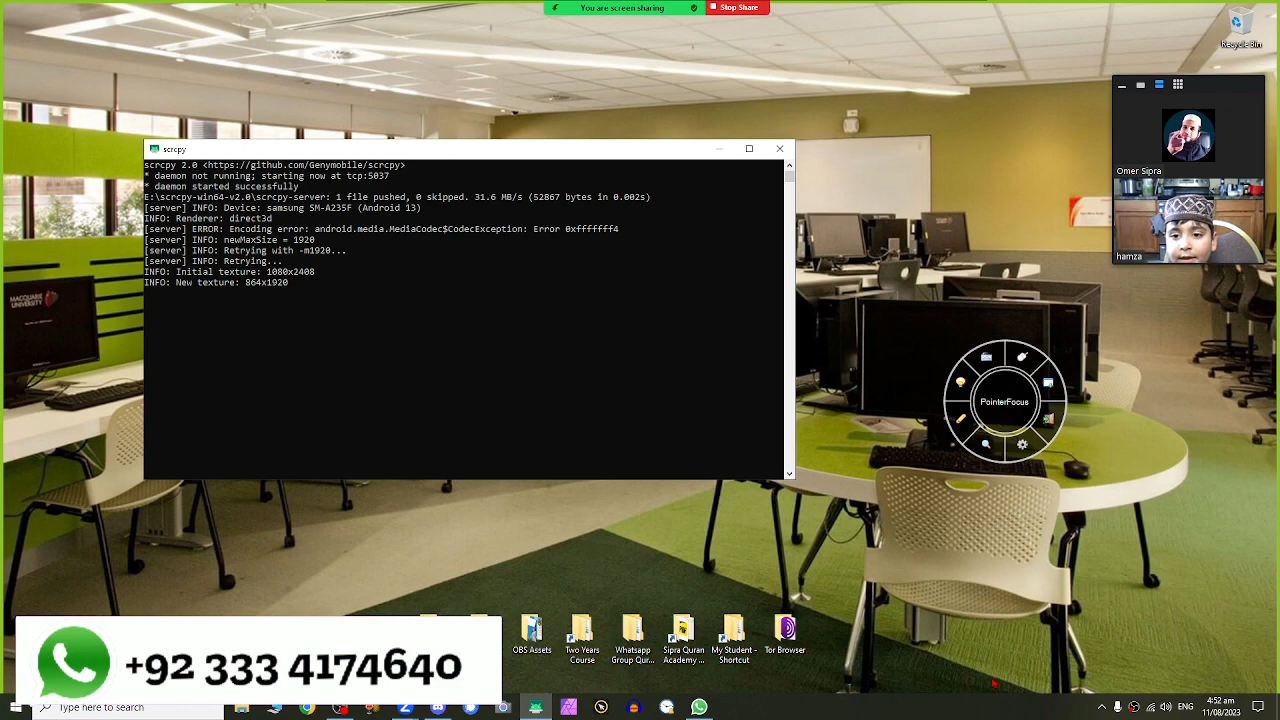 You are screen sharing
Stop Share
Recycle Bin
scrcpy
scrcpy 2.0 <https://github.com/Genymobile/scrcpy>
* daemon not running; starting now at tcp:5037
* daemon started successfully
E:\scrcpy-win64-v2.0\scrcpy-server: 1 file pushed, 0 skipped. 31.6 MB/s (52867 bytes in 0.002s)
[server] INFO: Device: samsung SM-A235F (Android 13)
INFO: Renderer: direct3d
[server] ERROR: Encoding error: android.media.MediaCodec$CodecException: Error 0xfffffff4
[server] INFO: newMaxSize = 1920
[server] INFO: Retrying with -m1920...
[server] INFO: Retrying...
INFO: Initial texture: 1080x2408
INFO: New texture: 864x1920
Omer Sipra
hamza
MACQUARIE
UNIVERSITY
PointerFocus
OBS Assets
Two Years
Course
Whatsapp
Group Qur...
Sipra Quran
Academy ...
My Student -
Shortcut
Tor Browser
+92 333 4174640
Type here to search
ENG
4:52 am
11/08/2023